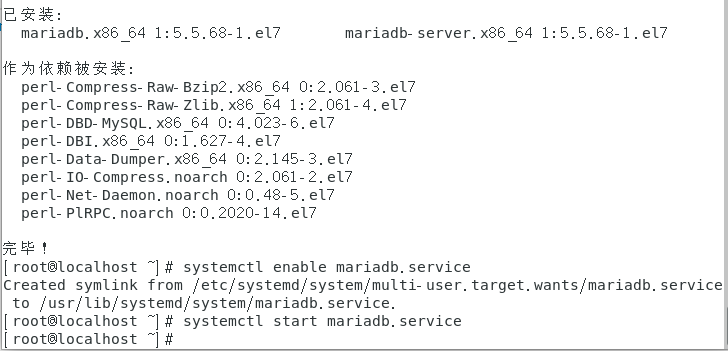 已安装:
mariadb.x86_64 1:5.5.68-1.el7 mariadb-server.x86_64 1:5.5.68-1.el7
作为依赖被安装:
perl-Compress-Raw-Bzip2.x86_64 0:2.061-3.el7
perl-Compress-Raw-Zlib.x86_64 1:2.061-4.el7
perl-DBD-MySQL.x86_64 0:4.023-6.el7
perl-DBI.x86_64 0:1.627-4.el7
perl-Data-Dumper.x86_64 0:2.145-3.el7
perl-IO-Compress.noarch 0:2.061-2.el7
perl-Net-Daemon.noarch 0:0.48-5.el7
perl-PlRPC.noarch 0:0.2020-14.el7
完毕!
[root@localhost ~]# systemctl enable mariadb.service
Created symlink from /etc/systemd/system/multi-user.target.wants/mariadb.service
to /usr/lib/systemd/system/mariadb.service.
[root@localhost ~]# systemctl start mariadb.service
[root@localhost ~]#